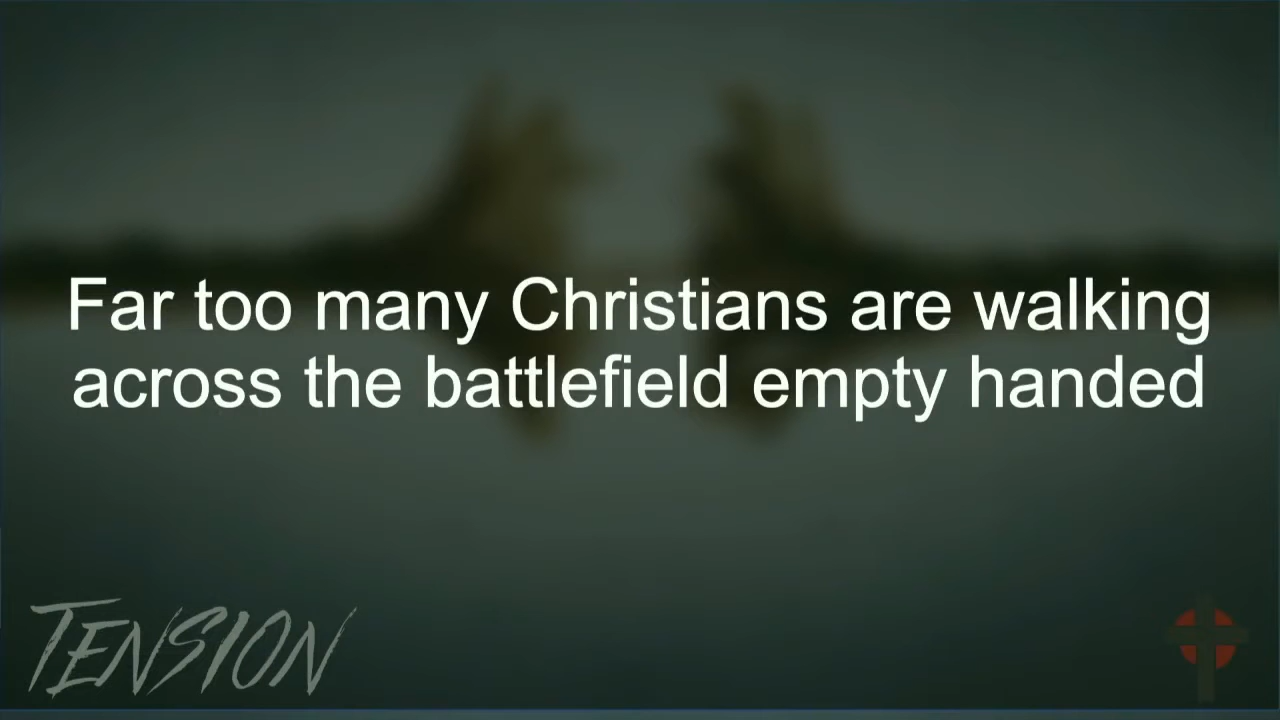 Far too many Christians are walking
across the battlefield empty handed
TENSION